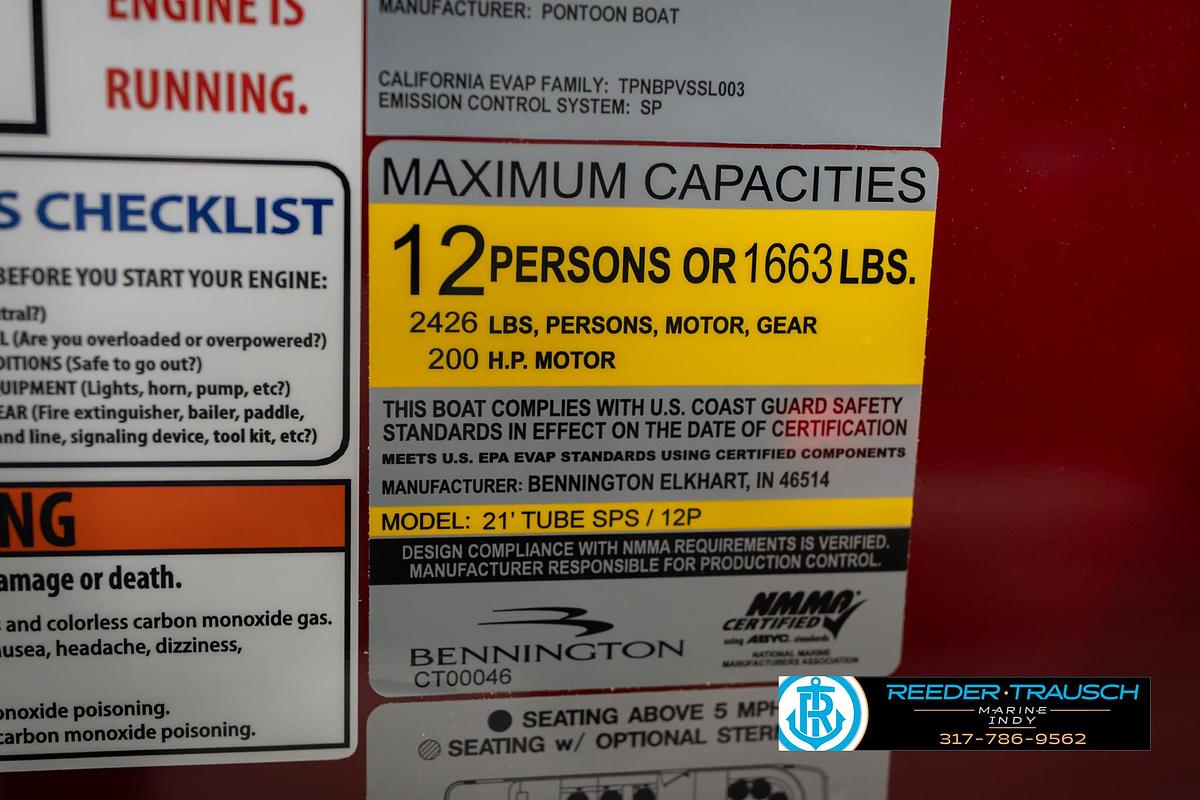 ENGINE IS
RUNNING.
S CHECKLIST
BEFORE YOU START YOUR ENGINE:
tral?)
L (Are you overloaded or overpowered?)
DITIONS (Safe to go out?)
UIPMENT (Lights, horn, pump, etc?)
EAR (Fire extinguisher, bailer, paddle,
and line, signaling device, tool kit, etc?)
NG
amage or death.
s and colorless carbon monoxide gas.
ausea, headache, dizziness,
onoxide poisoning.
carbon monoxide poisoning.
MANUFACTURER: PONTOON BOAT
CALIFORNIA EVAP FAMILY: TPNBPVSSL003
EMISSION CONTROL SYSTEM: SP
MAXIMUM CAPACITIES
12 PERSONS OR 1663 LBS.
2426 LBS, PERSONS, MOTOR, GEAR
200 H.P. MOTOR
THIS BOAT COMPLIES WITH U.S. COAST GUARD SAFETY
STANDARDS IN EFFECT ON THE DATE OF CERTIFICATION
MEETS U.S. EPA EVAP STANDARDS USING CERTIFIED COMPONENTS
MANUFACTURER: BENNINGTON ELKHART, IN 46514
MODEL: 21' TUBE SPS / 12P
DESIGN COMPLIANCE WITH NMMA REQUIREMENTS IS VERIFIED.
MANUFACTURER RESPONSIBLE FOR PRODUCTION CONTROL.
BENNINGTON
CT00046
NMMA
CERTIFIED
using ABYC. standards
NATIONAL MARINE
MANUFACTURERS ASSOCIATION
SEATING ABOVE 5 MPH
SEATING w/ OPTIONAL STER
REEDER·TRAUSCH
MARINE
INDY
317-786-9562